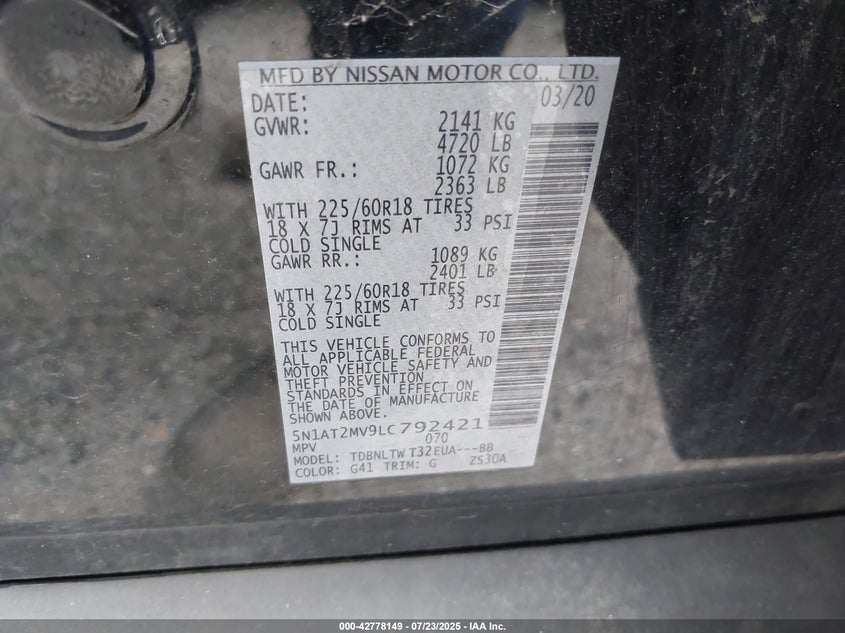 MFD BY NISSAN MOTOR CO., LTD.
DATE: 03/20
GVWR: 2141 KG
4720 LB
GAWR FR.: 1072 KG
2363 LB
WITH 225/60R18 TIRES
18 X 7J RIMS AT 33 PSI
COLD SINGLE
GAWR RR.: 1089 KG
2401 LB
WITH 225/60R18 TIRES
18 X 7J RIMS AT 33 PSI
COLD SINGLE
THIS VEHICLE CONFORMS TO
ALL APPLICABLE FEDERAL
MOTOR VEHICLE SAFETY AND
THEFT PREVENTION
STANDARDS IN EFFECT ON
THE DATE OF MANUFACTURE
SHOWN ABOVE.
5N1AT2MV9LC792421
MPV 070
MODEL: TDBNLTW T32EUA---BB
COLOR: G41 TRIM: G ZS30A
000-42778149 - 07/23/2025 - IAA Inc.